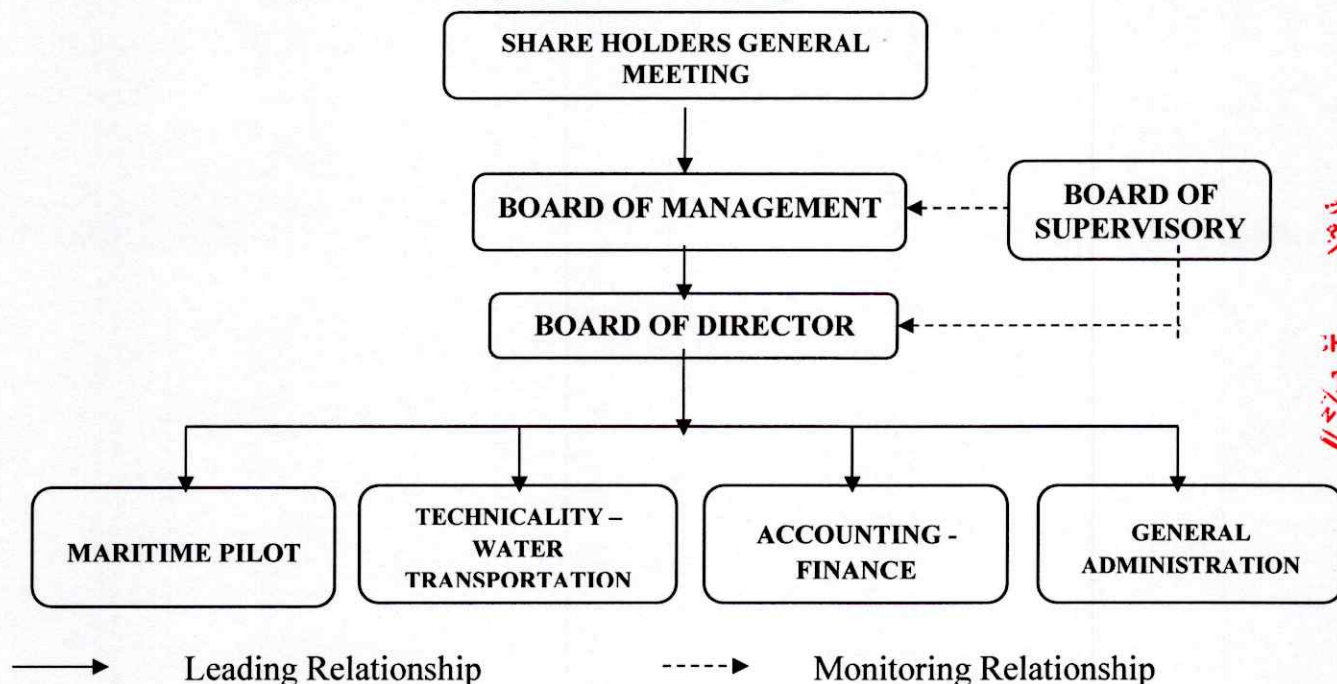 SHARE HOLDERS GENERAL
MEETING
BOARD OF MANAGEMENT
BOARD OF
SUPERVISORY
BOARD OF DIRECTOR
MARITIME PILOT
TECHNICALITY –
WATER
TRANSPORTATION
ACCOUNTING -
FINANCE
GENERAL
ADMINISTRATION
Leading Relationship
Monitoring Relationship